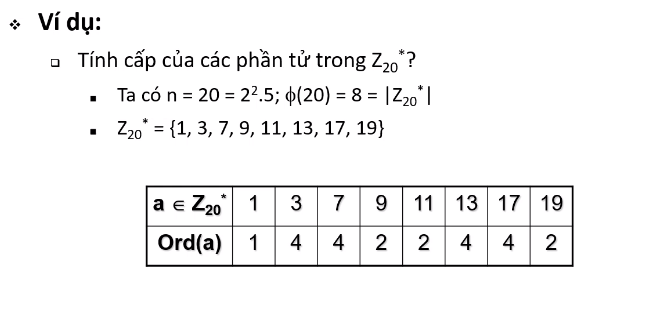 ❖ Ví dụ:
❑ Tính cấp của các phần tử trong Z₂₀*?
▪ Ta có n = 20 = 2².5; ϕ(20) = 8 = |Z₂₀*|
▪ Z₂₀* = {1, 3, 7, 9, 11, 13, 17, 19}
a ∈ Z₂₀* 1 3 7 9 11 13 17 19
Ord(a) 1 4 4 2 2 4 4 2